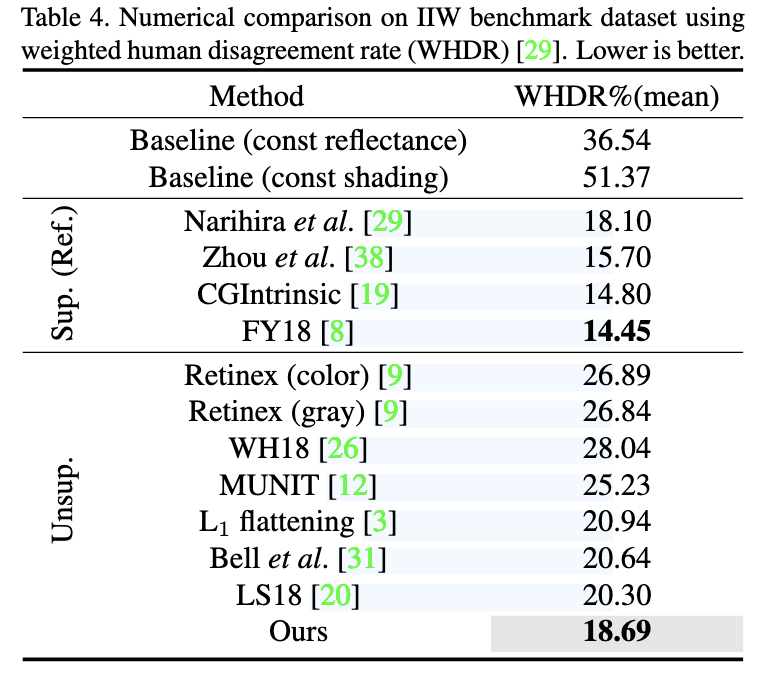 Table 4. Numerical comparison on IIW benchmark dataset using
weighted human disagreement rate (WHDR) [29]. Lower is better.
Method WHDR%(mean)
Baseline (const reflectance) 36.54
Baseline (const shading) 51.37
Sup. (Ref.)
Narihira et al. [29] 18.10
Zhou et al. [38] 15.70
CGIntrinsic [19] 14.80
FY18 [8] 14.45
Unsup.
Retinex (color) [9] 26.89
Retinex (gray) [9] 26.84
WH18 [26] 28.04
MUNIT [12] 25.23
L₁ flattening [3] 20.94
Bell et al. [31] 20.64
LS18 [20] 20.30
Ours 18.69